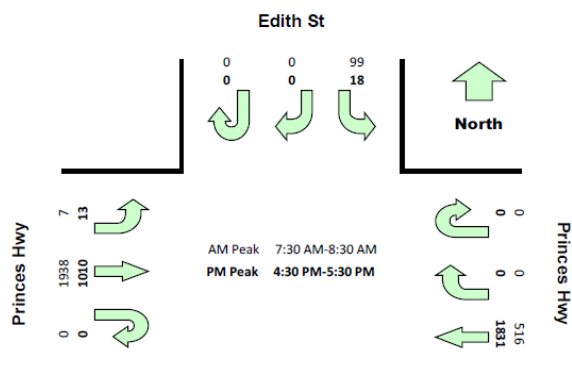 Edith St
0 0 99
0 0 18
North
7 13
0 0
Princes Hwy
AM Peak 7:30 AM-8:30 AM
PM Peak 4:30 PM-5:30 PM
1938 1010
0 0
Princes Hwy
0 0
1831 516